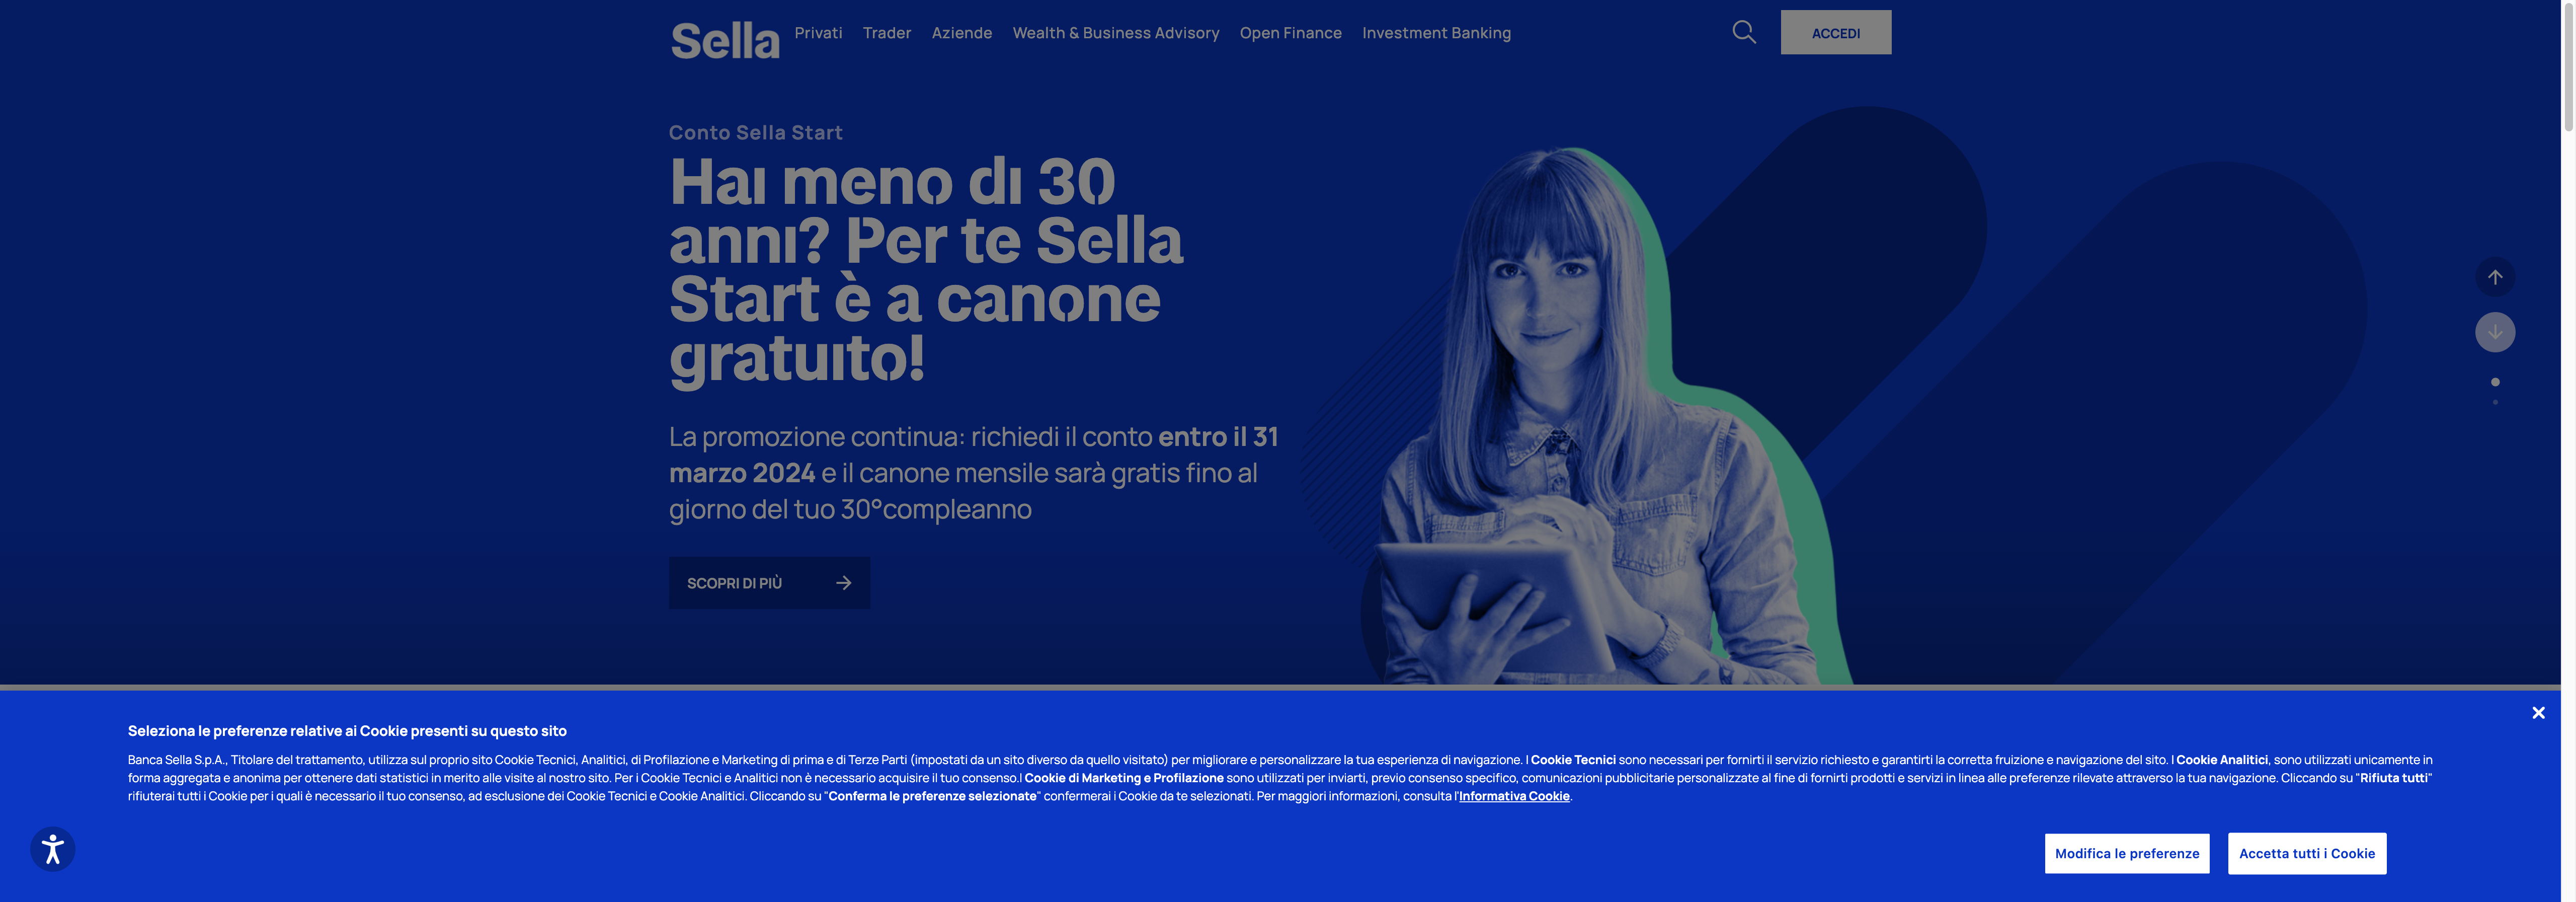 Sella
Privati Trader Aziende Wealth & Business Advisory Open Finance Investment Banking
ACCEDI
Conto Sella Start
Hai meno di 30
anni? Per te Sella
Start è a canone
gratuito!
La promozione continua: richiedi il conto entro il 31
marzo 2024 e il canone mensile sarà gratis fino al
giorno del tuo 30°compleanno
SCOPRI DI PIÙ
Seleziona le preferenze relative ai Cookie presenti su questo sito
Banca Sella S.p.A., Titolare del trattamento, utilizza sul proprio sito Cookie Tecnici, Analitici, di Profilazione e Marketing di prima e di Terze Parti (impostati da un sito diverso da quello visitato) per migliorare e personalizzare la tua esperienza di navigazione. I Cookie Tecnici sono necessari per fornirti il servizio richiesto e garantirti la corretta fruizione e navigazione del sito. I Cookie Analitici, sono utilizzati unicamente in
forma aggregata e anonima per ottenere dati statistici in merito alle visite al nostro sito. Per i Cookie Tecnici e Analitici non è necessario acquisire il tuo consenso.I Cookie di Marketing e Profilazione sono utilizzati per inviarti, previo consenso specifico, comunicazioni pubblicitarie personalizzate al fine di fornirti prodotti e servizi in linea alle preferenze rilevate attraverso la tua navigazione. Cliccando su "Rifiuta tutti"
rifiuterai tutti i Cookie per i quali è necessario il tuo consenso, ad esclusione dei Cookie Tecnici e Cookie Analitici. Cliccando su "Conferma le preferenze selezionate" confermerai i Cookie da te selezionati. Per maggiori informazioni, consulta l'Informativa Cookie.
Modifica le preferenze
Accetta tutti i Cookie